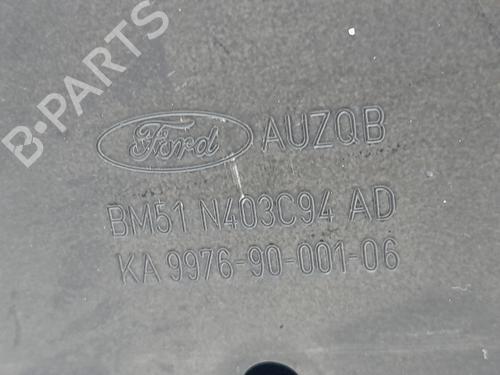 B-PARTS
Ford AUZQB
BM51 N403C94 AD
KA 9976-90-001-06